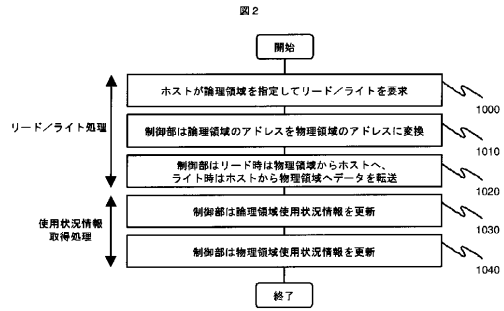 図2
開始
ホストが論理領域を指定してリード／ライトを要求
1000
リード／ライト処理
制御部は論理領域のアドレスを物理領域のアドレスに変換
1010
制御部はリード時は物理領域からホストへ、
ライト時はホストから物理領域へデータを転送
1020
使用状況情報
取得処理
制御部は論理領域使用状況情報を更新
1030
制御部は物理領域使用状況情報を更新
1040
終了